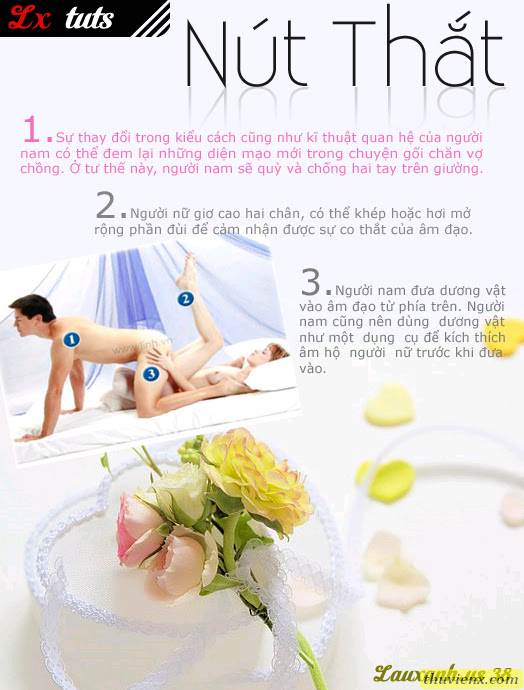 Lx tuts
Nút Thắt
1.Sự thay đổi trong kiểu cách cũng như kĩ thuật quan hệ của người
nam có thể đem lại những diện mạo mới trong chuyện gối chăn vợ
chồng. Ở tư thế này, người nam sẽ quỳ và chống hai tay trên giường.
2.Người nữ giơ cao hai chân, có thể khép hoặc hơi mở
rộng phần đùi để cảm nhận được sự co thắt của âm đạo.
3.Người nam đưa dương vật
vào âm đạo từ phía trên. Người
nam cũng nên dùng dương vật
như một dụng cụ để kích thích
âm hộ người nữ trước khi đưa
vào.
2
1
3
Lauxanh.us 38
thuvienx.com